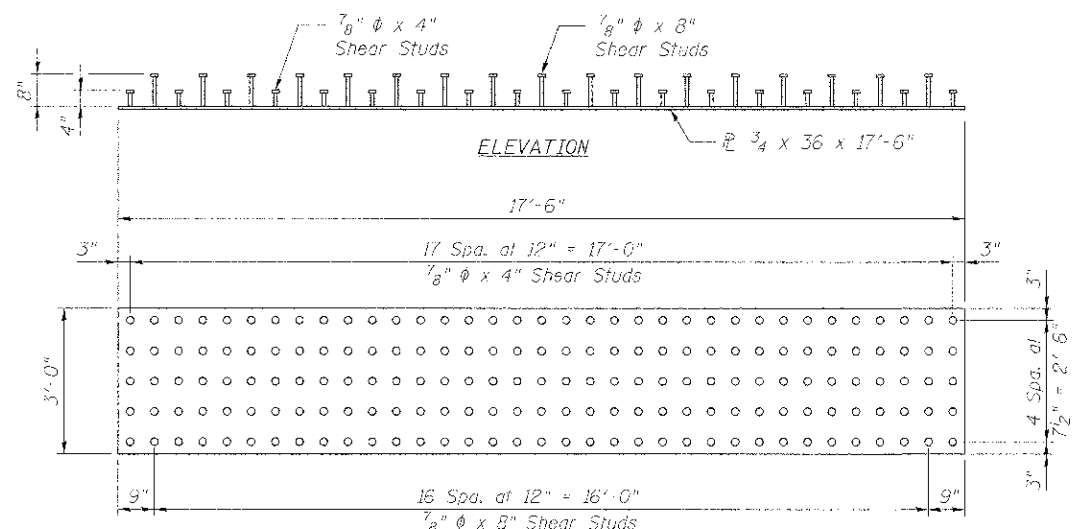 7/8" φ x 4"
Shear Studs
7/8" φ x 8"
Shear Studs
8"
4"
ELEVATION
℄ 3/4 x 36 x 17'-6"
17'-6"
3"
17 Spa. at 12" = 17'-0"
3"
7/8" φ x 4" Shear Studs
3"
3'-0"
4 Spa. at
7 1/2" = 2'-6"
3"
9"
16 Spa. at 12" = 16'-0"
9"
7/8" φ x 8" Shear Studs